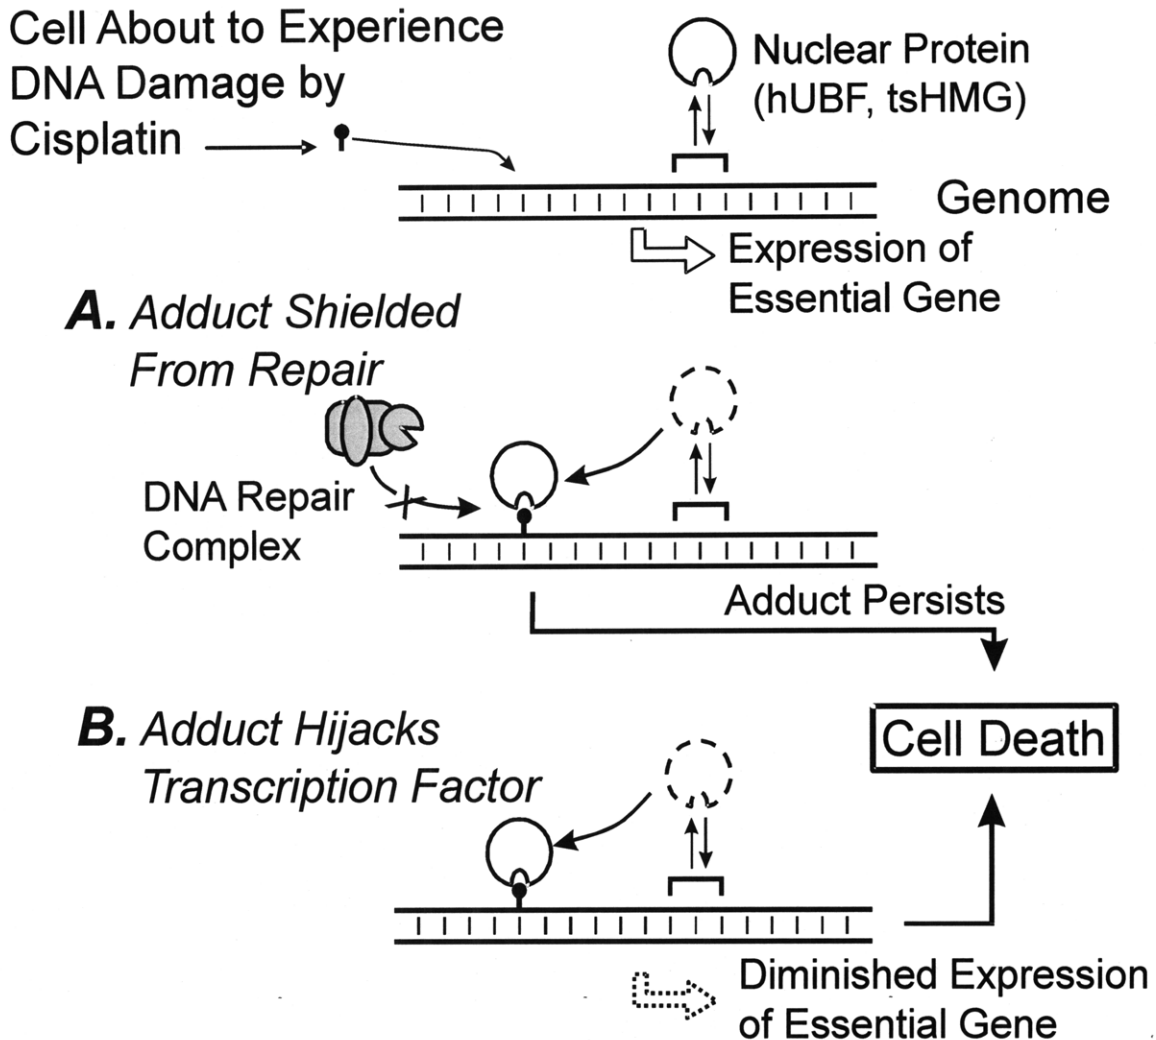 Cell About to Experience
DNA Damage by
Cisplatin
Nuclear Protein
(hUBF, tsHMG)
Genome
Expression of
Essential Gene
A. Adduct Shielded
From Repair
DNA Repair
Complex
Adduct Persists
Cell Death
B. Adduct Hijacks
Transcription Factor
Diminished Expression
of Essential Gene